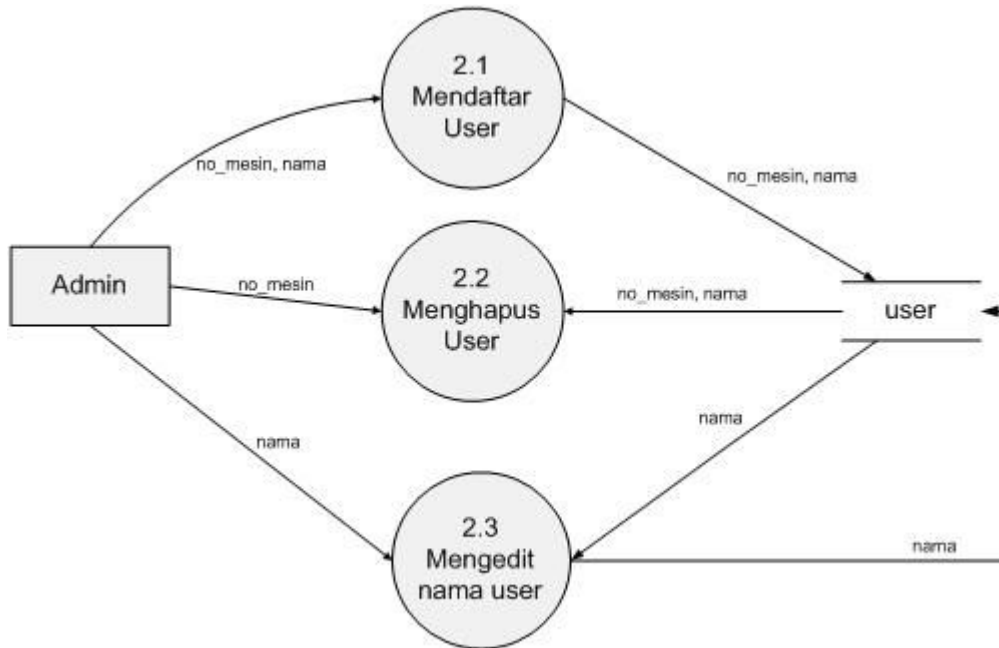 2.1
Mendaftar
User
no_mesin, nama
no_mesin, nama
Admin
no_mesin
2.2
Menghapus
User
no_mesin, nama
user
nama
nama
2.3
Mengedit
nama user
nama